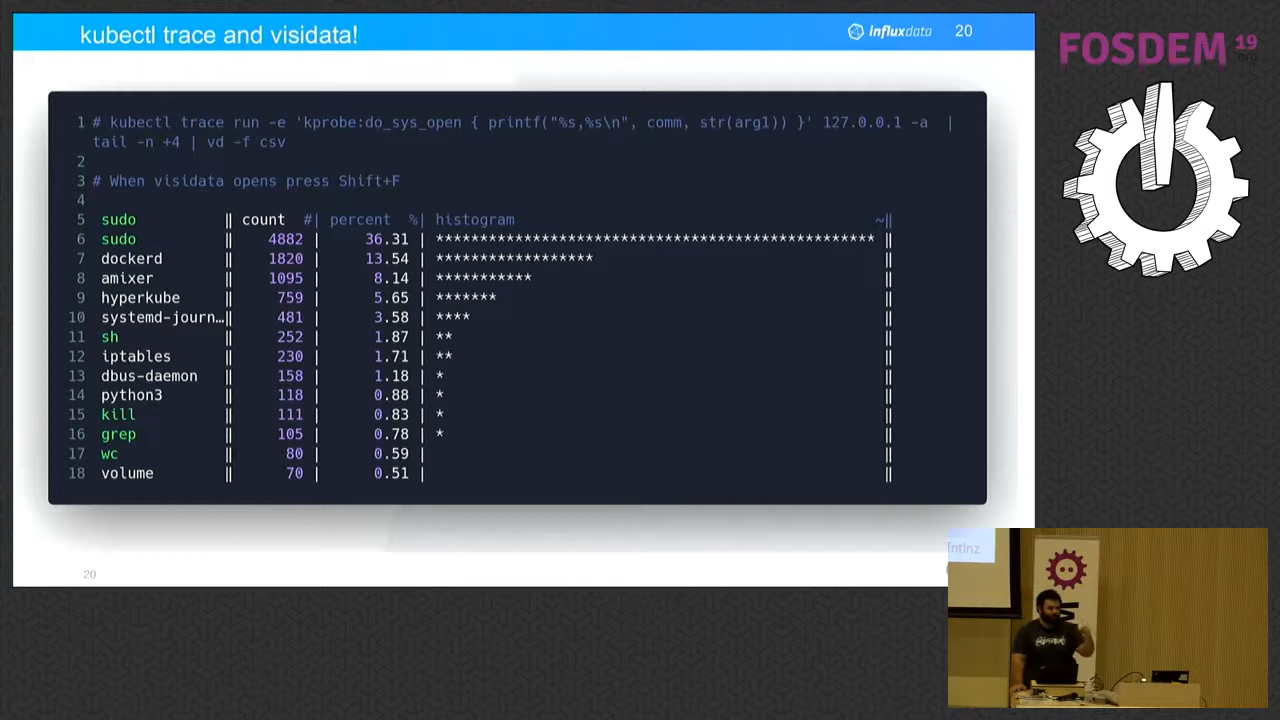 kubectl trace and visidata!
influxdata
20
FOSDEM 19
.org
1 # kubectl trace run -e 'kprobe:do_sys_open { printf("%s,%s\n", comm, str(arg1)) }' 127.0.0.1 -a |
tail -n +4 | vd -f csv
2
3 # When visidata opens press Shift+F
4
5 sudo ‖ count #| percent %| histogram ~‖
6 sudo ‖ 4882 | 36.31 | ************************************************** ‖
7 dockerd ‖ 1820 | 13.54 | ****************** ‖
8 amixer ‖ 1095 | 8.14 | *********** ‖
9 hyperkube ‖ 759 | 5.65 | ******* ‖
10 systemd-journ…‖ 481 | 3.58 | **** ‖
11 sh ‖ 252 | 1.87 | ** ‖
12 iptables ‖ 230 | 1.71 | ** ‖
13 dbus-daemon ‖ 158 | 1.18 | * ‖
14 python3 ‖ 118 | 0.88 | * ‖
15 kill ‖ 111 | 0.83 | * ‖
16 grep ‖ 105 | 0.78 | * ‖
17 wc ‖ 80 | 0.59 | ‖
18 volume ‖ 70 | 0.51 | ‖
20
fntlnz